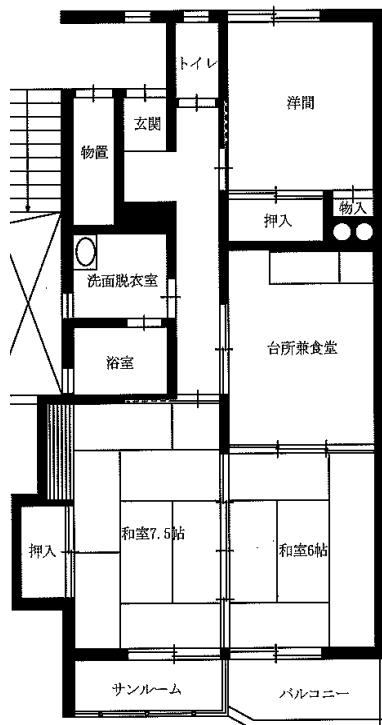 トイレ
洋間
玄関
物置
押入
物入
洗面脱衣室
台所兼食堂
浴室
和室7.5帖
和室6帖
押入
サンルーム
バルコニー